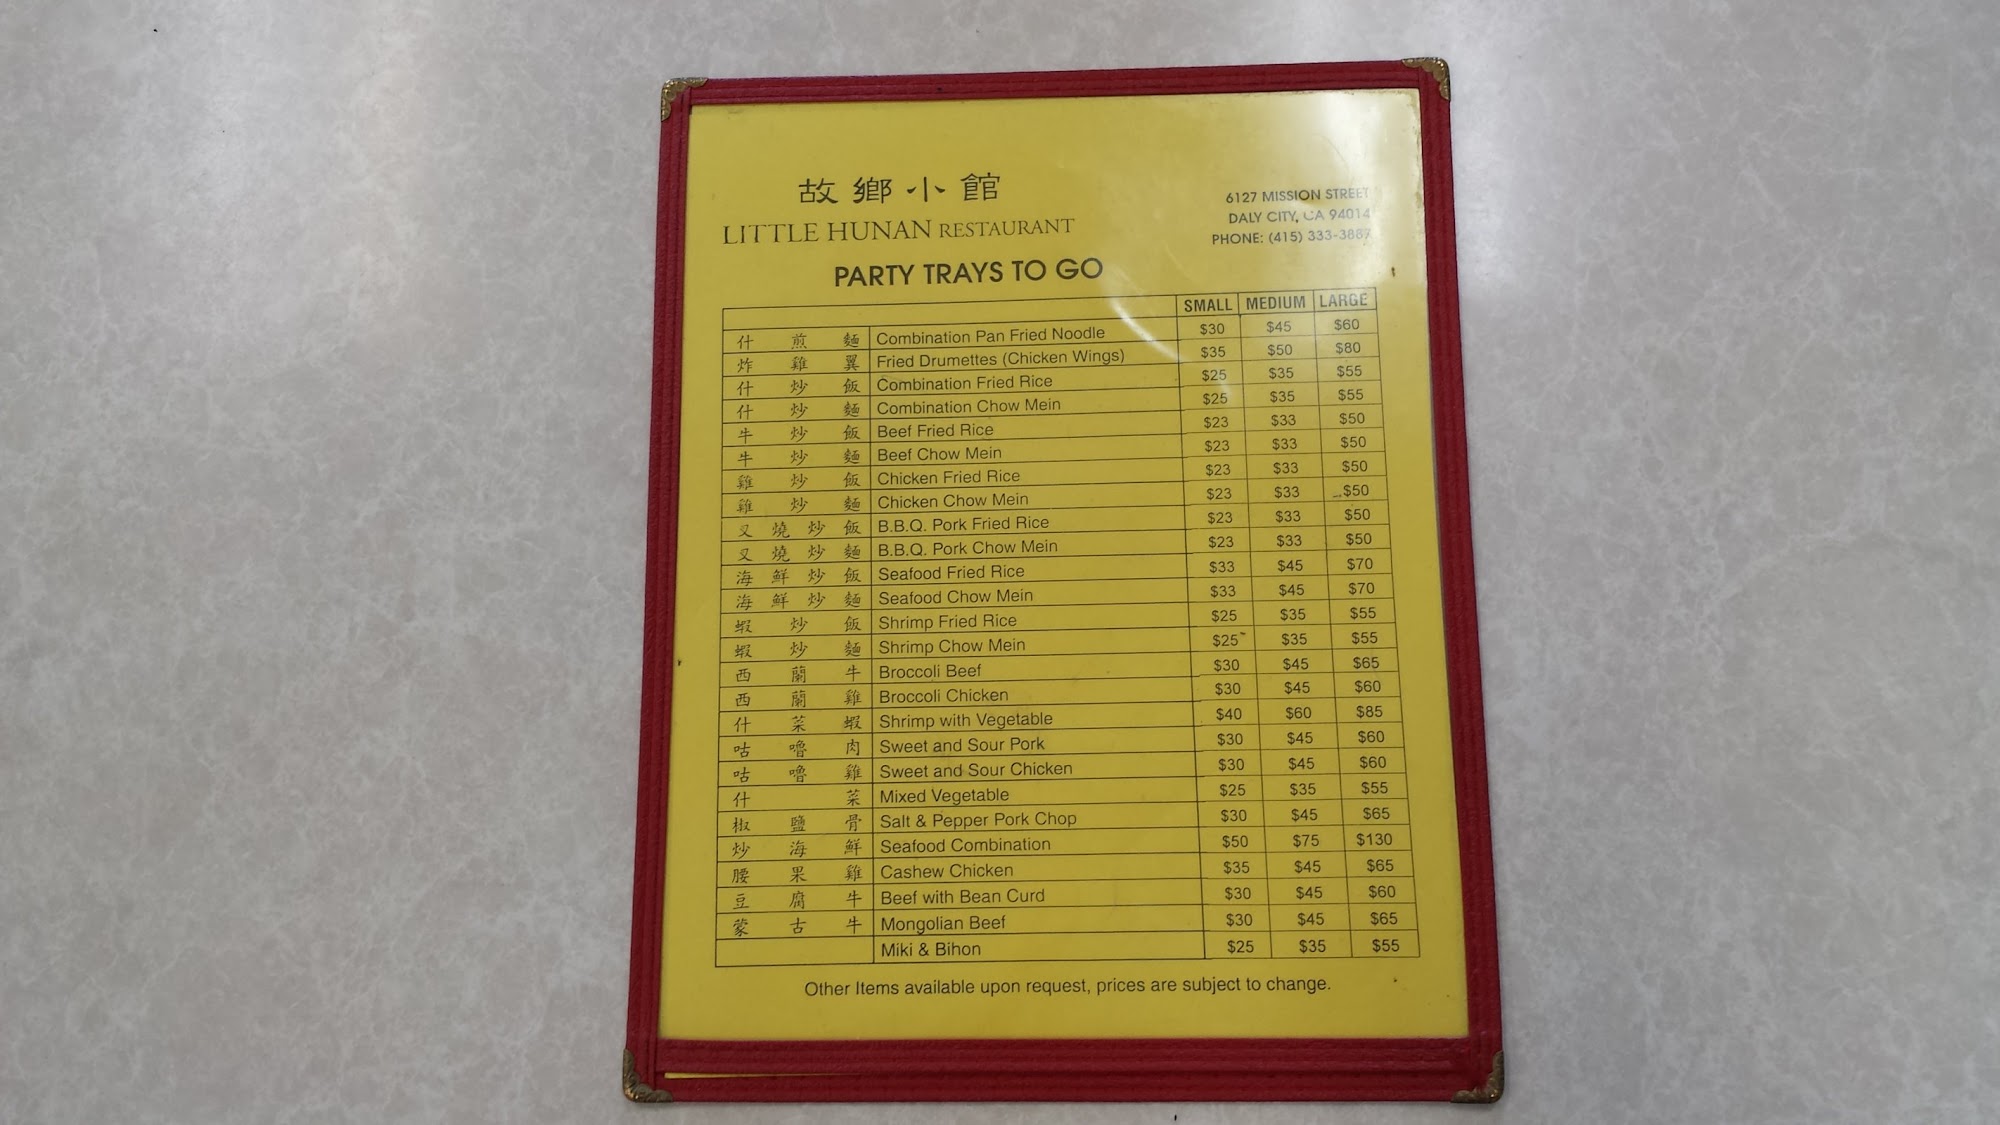 故鄉小館
LITTLE HUNAN RESTAURANT
6127 MISSION STREET
DALY CITY, CA 94014
PHONE: (415) 333-3887
PARTY TRAYS TO GO
SMALL MEDIUM LARGE
什煎麵 Combination Pan Fried Noodle $30 $45 $60
炸雞翼 Fried Drumettes (Chicken Wings) $35 $50 $80
什炒飯 Combination Fried Rice $25 $35 $55
什炒麵 Combination Chow Mein $25 $35 $55
牛炒飯 Beef Fried Rice $23 $33 $50
牛炒麵 Beef Chow Mein $23 $33 $50
雞炒飯 Chicken Fried Rice $23 $33 $50
雞炒麵 Chicken Chow Mein $23 $33 $50
叉燒炒飯 B.B.Q. Pork Fried Rice $23 $33 $50
叉燒炒麵 B.B.Q. Pork Chow Mein $23 $33 $50
海鮮炒飯 Seafood Fried Rice $33 $45 $70
海鮮炒麵 Seafood Chow Mein $33 $45 $70
蝦炒飯 Shrimp Fried Rice $25 $35 $55
蝦炒麵 Shrimp Chow Mein $25 $35 $55
西蘭牛 Broccoli Beef $30 $45 $65
西蘭雞 Broccoli Chicken $30 $45 $60
什菜蝦 Shrimp with Vegetable $40 $60 $85
咕嚕肉 Sweet and Sour Pork $30 $45 $60
咕嚕雞 Sweet and Sour Chicken $30 $45 $60
什菜 Mixed Vegetable $25 $35 $55
椒鹽骨 Salt & Pepper Pork Chop $30 $45 $65
炒海鮮 Seafood Combination $50 $75 $130
腰果雞 Cashew Chicken $35 $45 $65
豆腐牛 Beef with Bean Curd $30 $45 $60
蒙古牛 Mongolian Beef $30 $45 $65
Miki & Bihon $25 $35 $55
Other Items available upon request, prices are subject to change.